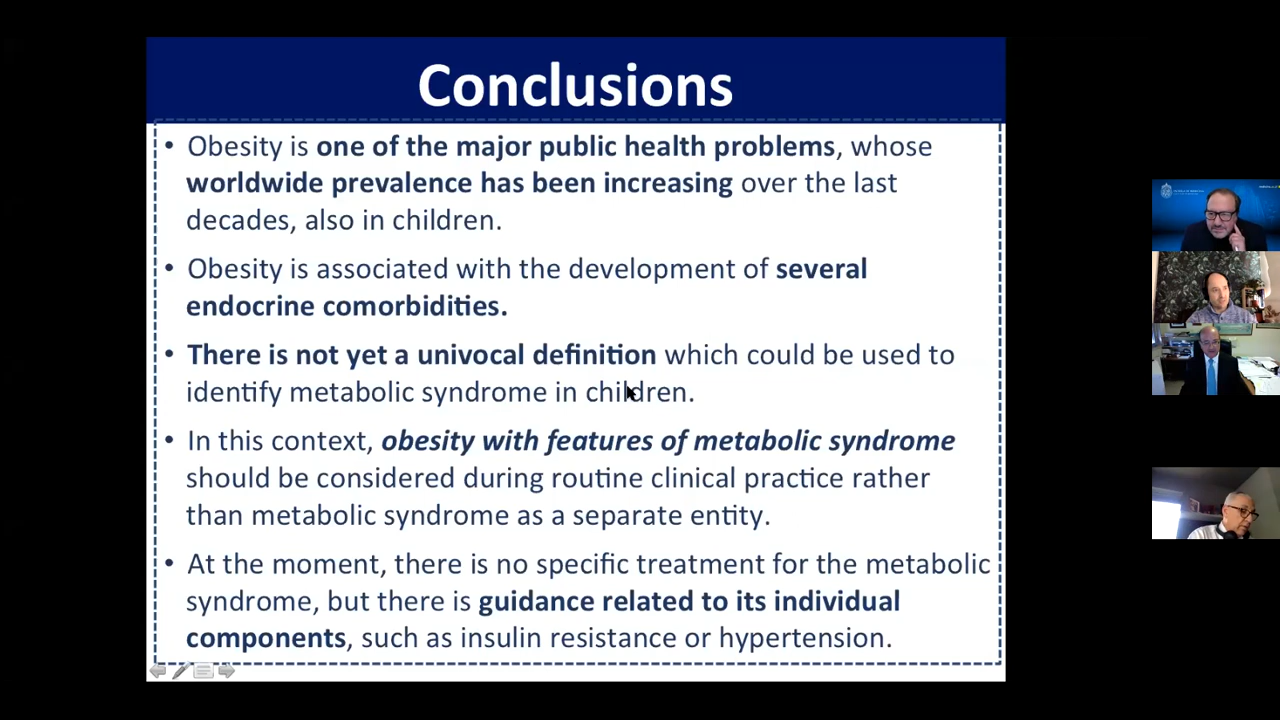 Conclusions
• Obesity is one of the major public health problems, whose
worldwide prevalence has been increasing over the last
decades, also in children.
• Obesity is associated with the development of several
endocrine comorbidities.
• There is not yet a univocal definition which could be used to
identify metabolic syndrome in children.
• In this context, obesity with features of metabolic syndrome
should be considered during routine clinical practice rather
than metabolic syndrome as a separate entity.
• At the moment, there is no specific treatment for the metabolic
syndrome, but there is guidance related to its individual
components, such as insulin resistance or hypertension.